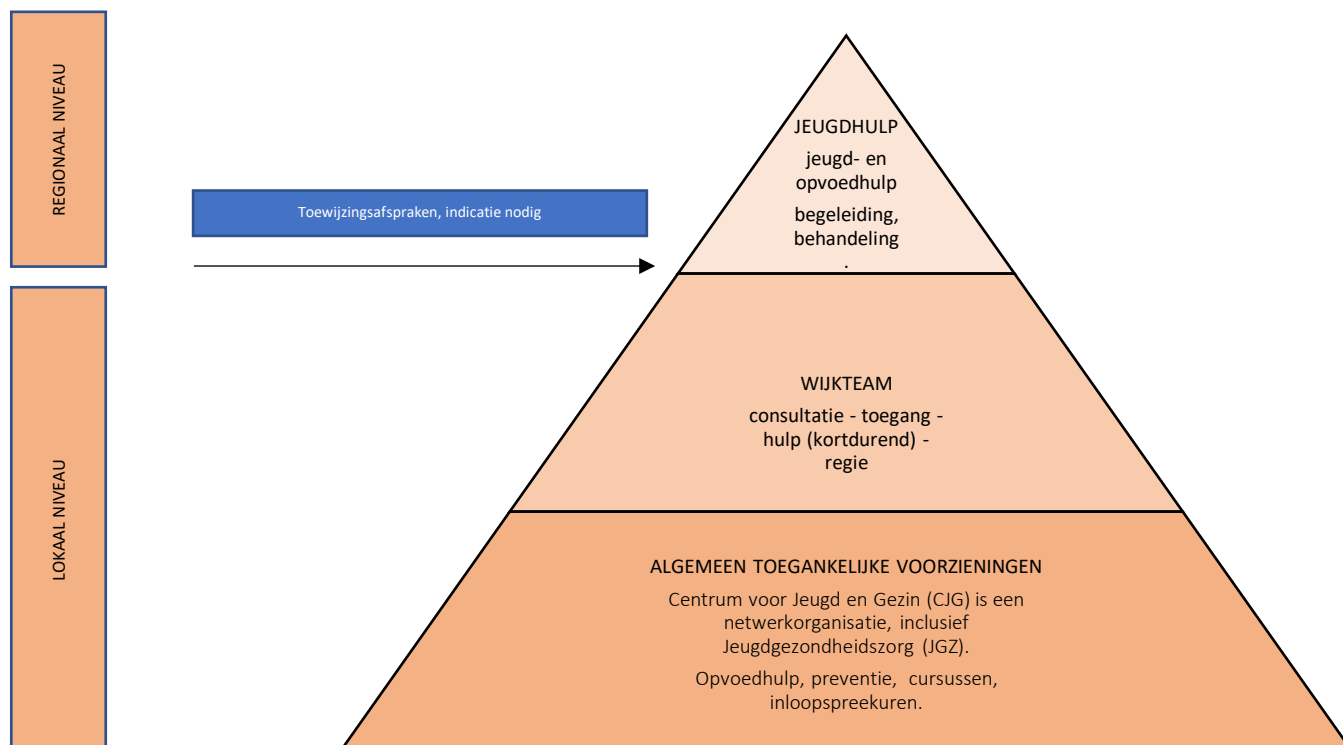 REGIONAAL NIVEAU
Toewijzingsafspraken, indicatie nodig
JEUGDHULP
jeugd- en
opvoedhulp
begeleiding,
behandeling
.
LOKAAL NIVEAU
WIJKTEAM
consultatie - toegang -
hulp (kortdurend) -
regie
ALGEMEEN TOEGANKELIJKE VOORZIENINGEN
Centrum voor Jeugd en Gezin (CJG) is een
netwerkorganisatie, inclusief
Jeugdgezondheidszorg (JGZ).
Opvoedhulp, preventie, cursussen,
inloopspreekuren.